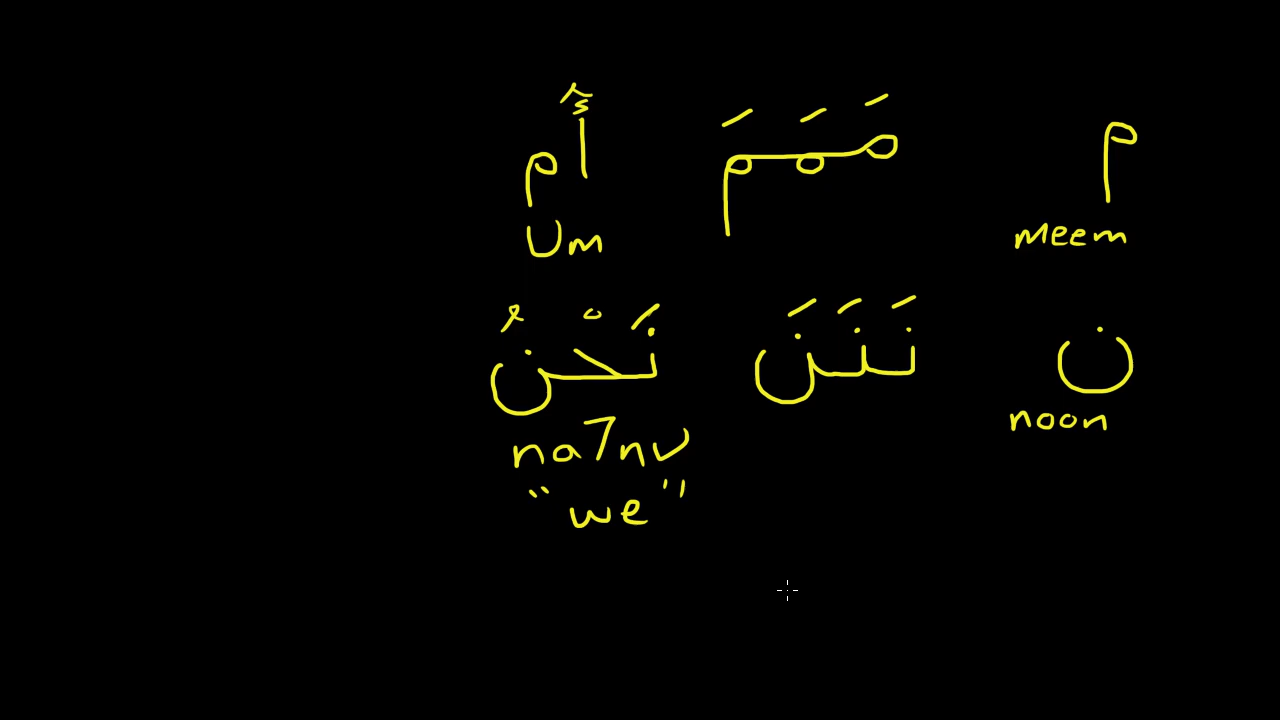 م مَمَمَ أُم
meem Um
ن نَنَنَ نَحْنُ
noon na7nu
"we"